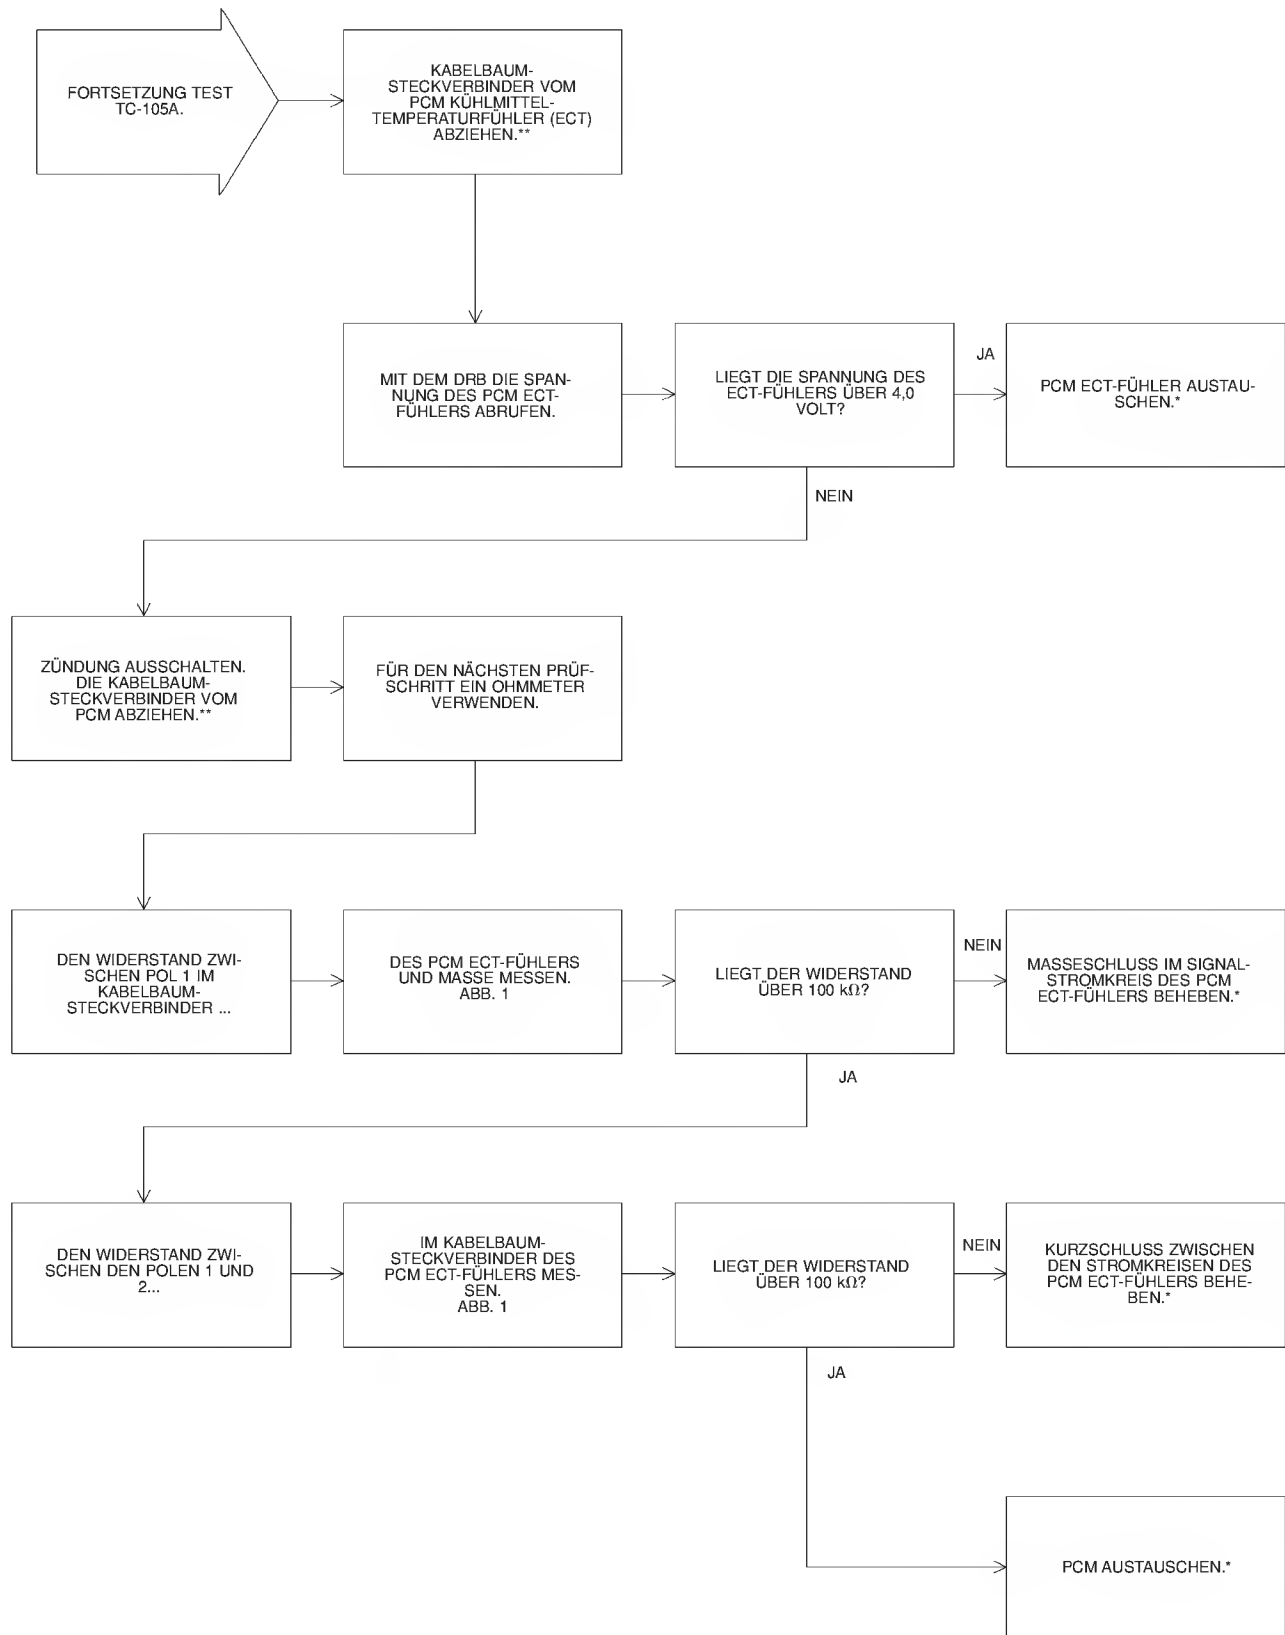 FORTSETZUNG TEST
TC-105A.
KABELBAUM-
STECKVERBINDER VOM
PCM KÜHLMITTEL-
TEMPERATURFÜHLER (ECT)
ABZIEHEN.**
MIT DEM DRB DIE SPAN-
NUNG DES PCM ECT-
FÜHLERS ABRUFEN.
LIEGT DIE SPANNUNG DES
ECT-FÜHLERS ÜBER 4,0
VOLT?
JA
PCM ECT-FÜHLER AUSTAU-
SCHEN.*
NEIN
ZÜNDUNG AUSSCHALTEN.
DIE KABELBAUM-
STECKVERBINDER VOM
PCM ABZIEHEN.**
FÜR DEN NÄCHSTEN PRÜF-
SCHRITT EIN OHMMETER
VERWENDEN.
DEN WIDERSTAND ZWI-
SCHEN POL 1 IM
KABELBAUM-
STECKVERBINDER ...
DES PCM ECT-FÜHLERS
UND MASSE MESSEN.
ABB. 1
LIEGT DER WIDERSTAND
ÜBER 100 kΩ?
NEIN
MASSESCHLUSS IM SIGNAL-
STROMKREIS DES PCM
ECT-FÜHLERS BEHEBEN.*
JA
DEN WIDERSTAND ZWI-
SCHEN DEN POLEN 1 UND
2...
IM KABELBAUM-
STECKVERBINDER DES
PCM ECT-FÜHLERS MES-
SEN.
ABB. 1
LIEGT DER WIDERSTAND
ÜBER 100 kΩ?
NEIN
KURZSCHLUSS ZWISCHEN
DEN STROMKREISEN DES
PCM ECT-FÜHLERS BEHE-
BEN.*
JA
PCM AUSTAUSCHEN.*